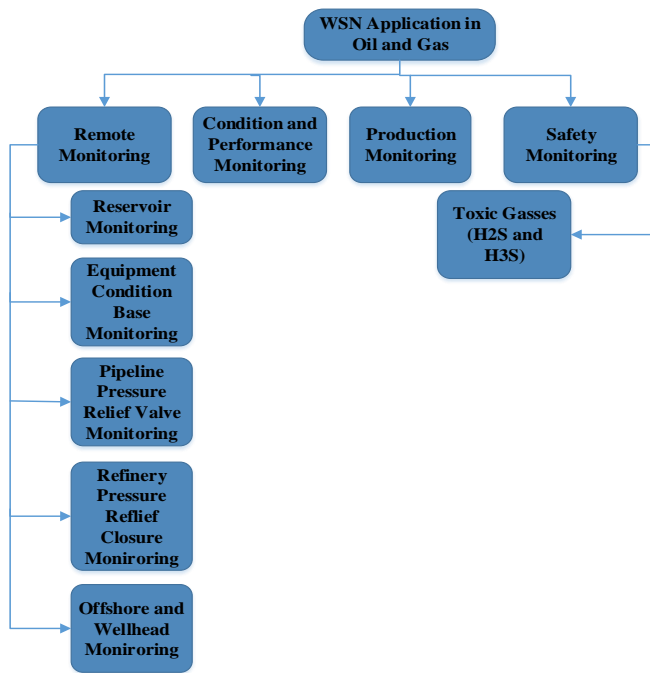 WSN Application in
Oil and Gas
Remote
Monitoring
Condition and
Performance
Monitoring
Production
Monitoring
Safety
Monitoring
Reservoir
Monitoring
Toxic Gasses
(H2S and
H3S)
Equipment
Condition
Base
Monitoring
Pipeline
Pressure
Relief Valve
Monitoring
Refinery
Pressure
Reflief
Closure
Moniroring
Offshore and
Wellhead
Moniroring